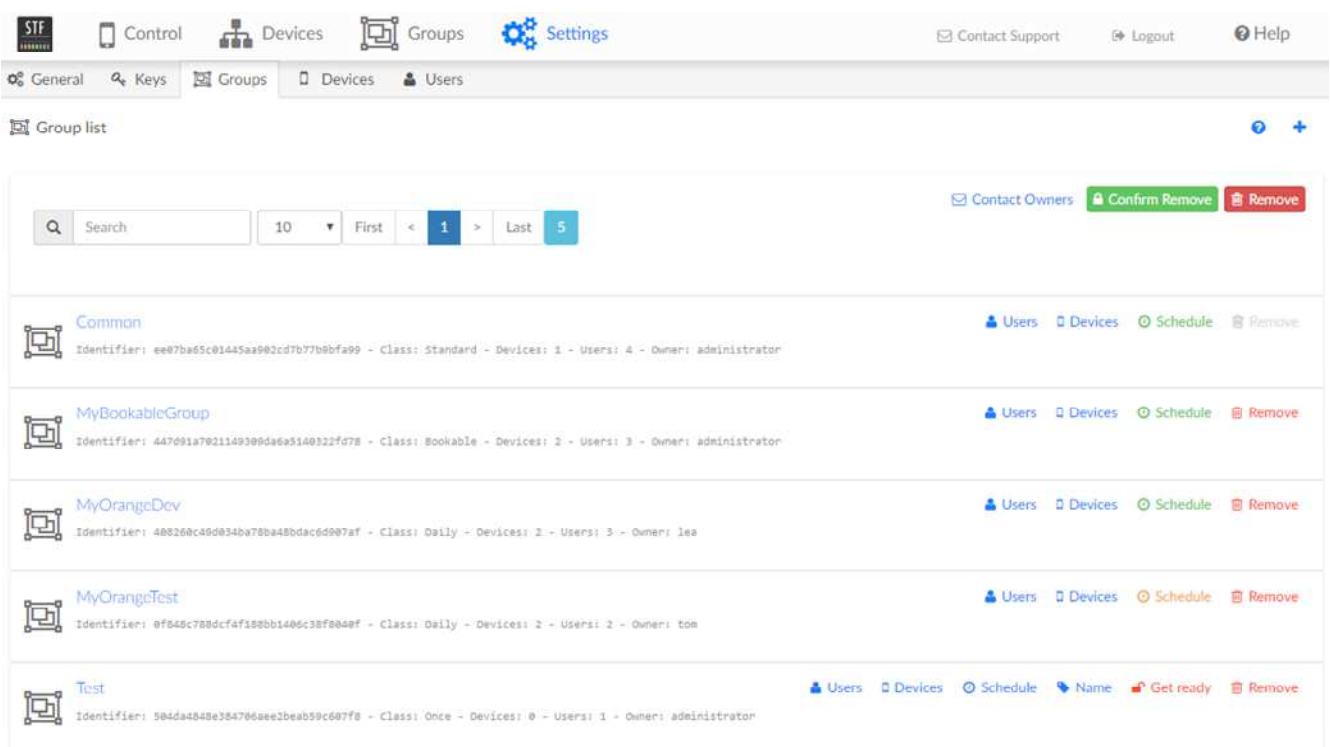 STF
Control Devices Groups Settings Contact Support Logout Help
General Keys Groups Devices Users
Group list
Contact Owners Confirm Remove Remove
Search 10 First < 1 > Last 5
Common Users Devices Schedule Remove
Identifier: ee07ba65c01445aa902cd7b77b9bfa99 - Class: Standard - Devices: 1 - Users: 4 - Owner: administrator
MyBookableGroup Users Devices Schedule Remove
Identifier: 447d91a7021149309da6a5140322fd78 - Class: Bookable - Devices: 2 - Users: 3 - Owner: administrator
MyOrangeDev Users Devices Schedule Remove
Identifier: 408260c49d034ba78ba48bdac6d907af - Class: Daily - Devices: 2 - Users: 3 - Owner: lea
MyOrangeTest Users Devices Schedule Remove
Identifier: 0f848c788dcf4f188bb1406c38f8040f - Class: Daily - Devices: 2 - Users: 2 - Owner: tom
Test Users Devices Schedule Name Get ready Remove
Identifier: 504da4848e384706aee2beab59c607f8 - Class: Once - Devices: 0 - Users: 1 - Owner: administrator